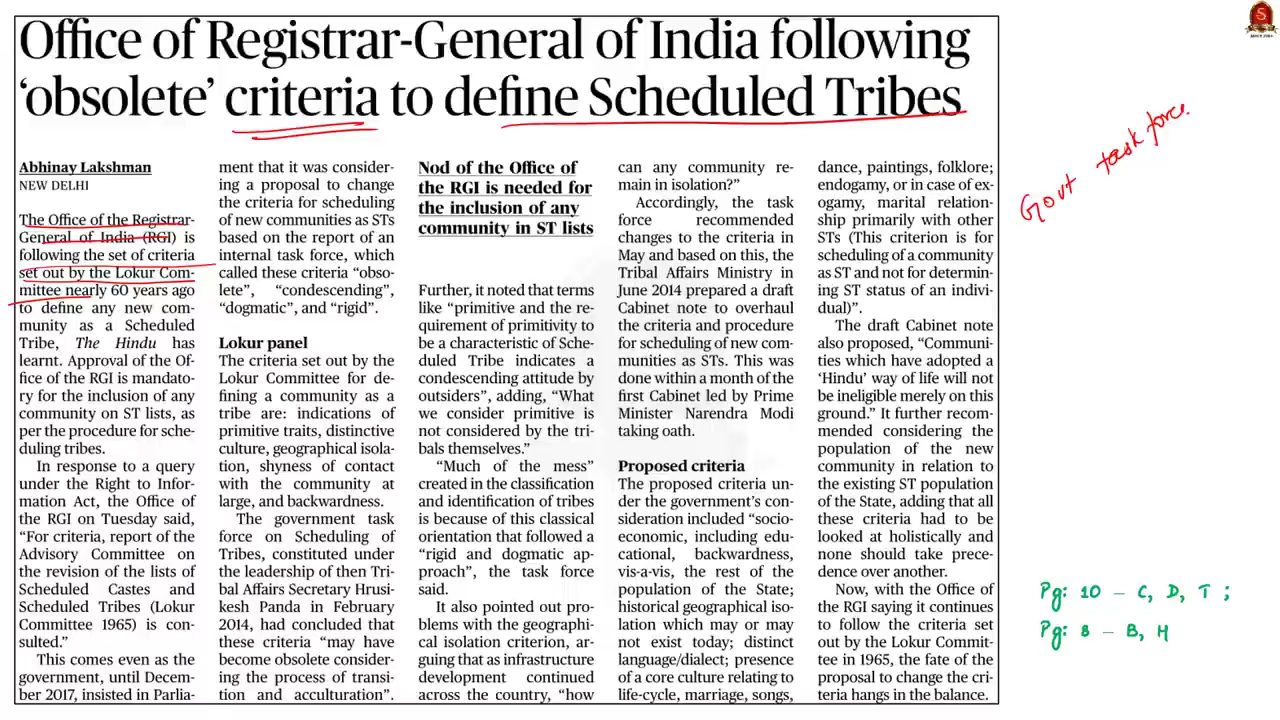 Office of Registrar-General of India following
‘obsolete’ criteria to define Scheduled Tribes
Abhinay Lakshman
NEW DELHI
The Office of the Registrar-
General of India (RGI) is
following the set of criteria
set out by the Lokur Com-
mittee nearly 60 years ago
to define any new com-
munity as a Scheduled
Tribe, The Hindu has
learnt. Approval of the Of-
fice of the RGI is mandato-
ry for the inclusion of any
community on ST lists, as
per the procedure for sche-
duling tribes.
In response to a query
under the Right to Infor-
mation Act, the Office of
the RGI on Tuesday said,
“For criteria, report of the
Advisory Committee on
the revision of the lists of
Scheduled Castes and
Scheduled Tribes (Lokur
Committee 1965) is con-
sulted.”
This comes even as the
government, until Decem-
ber 2017, insisted in Parlia-
ment that it was consider-
ing a proposal to change
the criteria for scheduling
of new communities as STs
based on the report of an
internal task force, which
called these criteria “obso-
lete”, “condescending”,
“dogmatic”, and “rigid”.
Lokur panel
The criteria set out by the
Lokur Committee for de-
fining a community as a
tribe are: indications of
primitive traits, distinctive
culture, geographical isola-
tion, shyness of contact
with the community at
large, and backwardness.
The government task
force on Scheduling of
Tribes, constituted under
the leadership of then Tri-
bal Affairs Secretary Hrusi-
kesh Panda in February
2014, had concluded that
these criteria “may have
become obsolete consider-
ing the process of transi-
tion and acculturation”.
Nod of the Office of
the RGI is needed for
the inclusion of any
community in ST lists
Further, it noted that terms
like “primitive and the re-
quirement of primitivity to
be a characteristic of Sche-
duled Tribe indicates a
condescending attitude by
outsiders”, adding, “What
we consider primitive is
not considered by the tri-
bals themselves.”
“Much of the mess”
created in the classification
and identification of tribes
is because of this classical
orientation that followed a
“rigid and dogmatic ap-
proach”, the task force
said.
It also pointed out pro-
blems with the geographi-
cal isolation criterion, ar-
guing that as infrastructure
development continued
across the country, “how
can any community re-
main in isolation?”
Accordingly, the task
force recommended
changes to the criteria in
May and based on this, the
Tribal Affairs Ministry in
June 2014 prepared a draft
Cabinet note to overhaul
the criteria and procedure
for scheduling of new com-
munities as STs. This was
done within a month of the
first Cabinet led by Prime
Minister Narendra Modi
taking oath.
Proposed criteria
The proposed criteria un-
der the government’s con-
sideration included “socio-
economic, including edu-
cational, backwardness,
vis-a-vis, the rest of the
population of the State;
historical geographical iso-
lation which may or may
not exist today; distinct
language/dialect; presence
of a core culture relating to
life-cycle, marriage, songs,
dance, paintings, folklore;
endogamy, or in case of ex-
ogamy, marital relation-
ship primarily with other
STs (This criterion is for
scheduling of a community
as ST and not for determin-
ing ST status of an indivi-
dual)”.
The draft Cabinet note
also proposed, “Communi-
ties which have adopted a
‘Hindu’ way of life will not
be ineligible merely on this
ground.” It further recom-
mended considering the
population of the new
community in relation to
the existing ST population
of the State, adding that all
these criteria had to be
looked at holistically and
none should take prece-
dence over another.
Now, with the Office of
the RGI saying it continues
to follow the criteria set
out by the Lokur Commit-
tee in 1965, the fate of the
proposal to change the cri-
teria hangs in the balance.
Govt task force
Pg: 10 - C, D, T ;
Pg: 8 - B, H